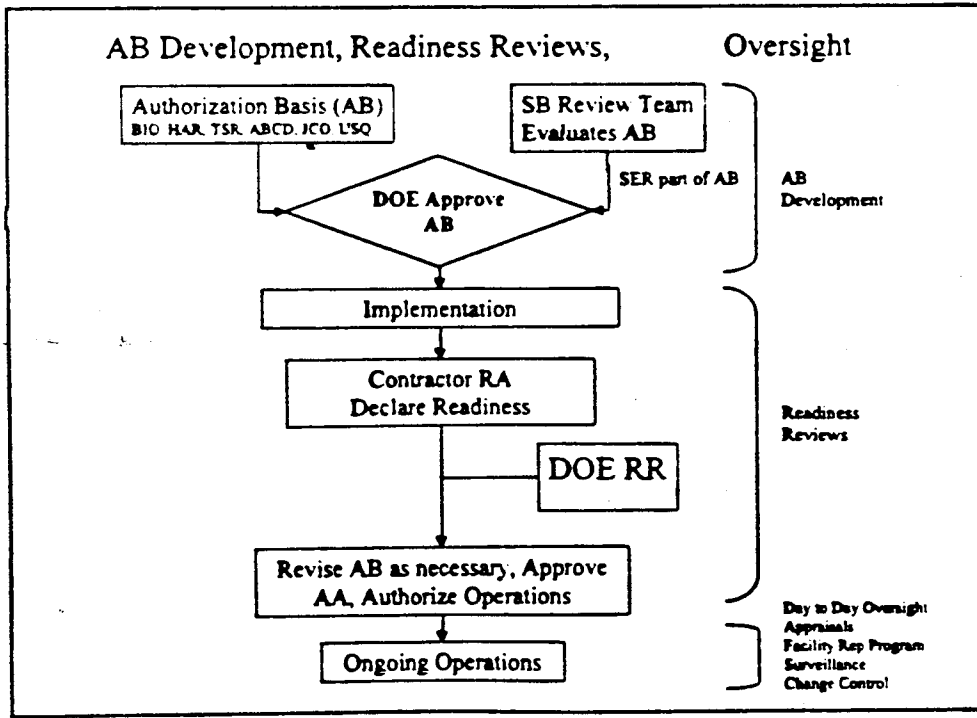 AB Development, Readiness Reviews, Oversight
Authorization Basis (AB)
BIO HAR TSR ABCD JCO USQ
SB Review Team
Evaluates AB
SER part of AB
DOE Approve
AB
AB
Development
Implementation
Contractor RA
Declare Readiness
DOE RR
Readiness
Reviews
Revise AB as necessary, Approve
AA, Authorize Operations
Ongoing Operations
Day to Day Oversight
Appraisals
Facility Rep Program
Surveillance
Change Control